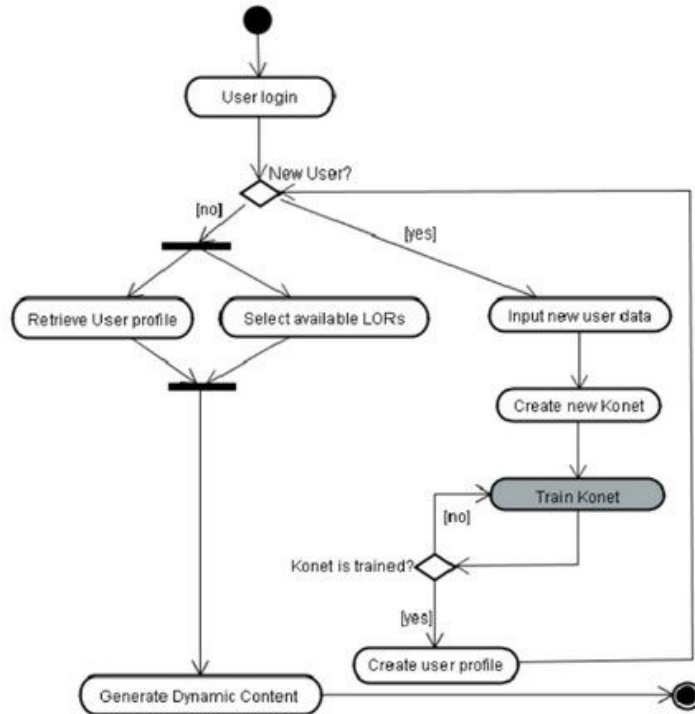 User login
New User?
[no]
[yes]
Retrieve User profile
Select available LORs
Input new user data
Create new Konet
Train Konet
[no]
Konet is trained?
[yes]
Create user profile
Generate Dynamic Content